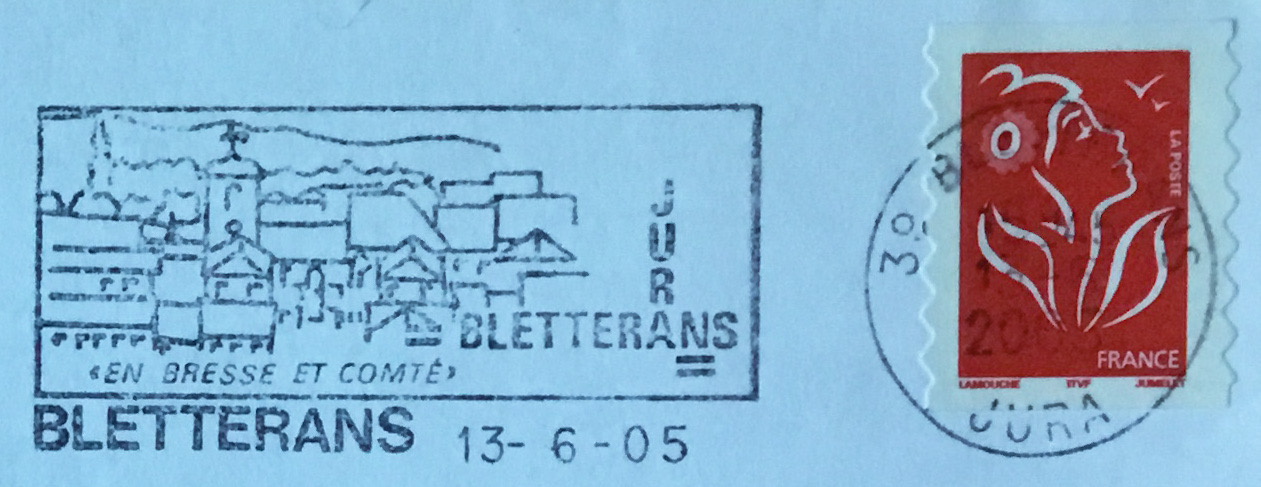 JURA
BLETTERANS
«EN BRESSE ET COMTÉ»
BLETTERANS 13-6-05
39
JURA
LA POSTE
FRANCE
LAMOUCHE ITVF JUMELET